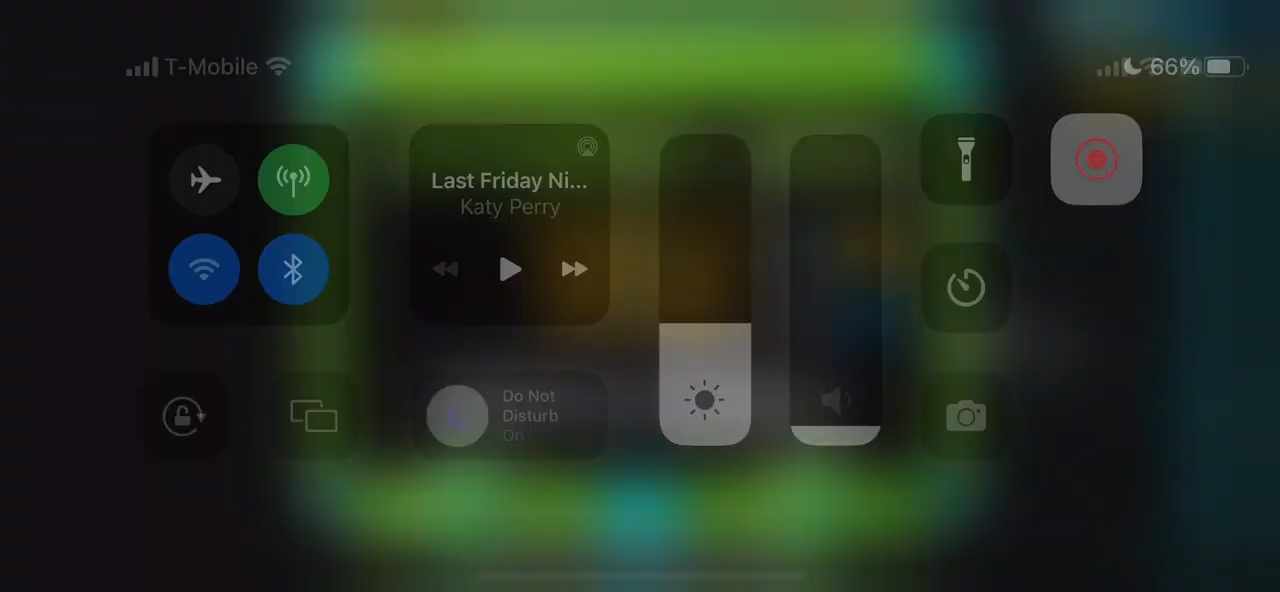 T-Mobile
66%
Last Friday Ni...
Katy Perry
Do Not
Disturb
On